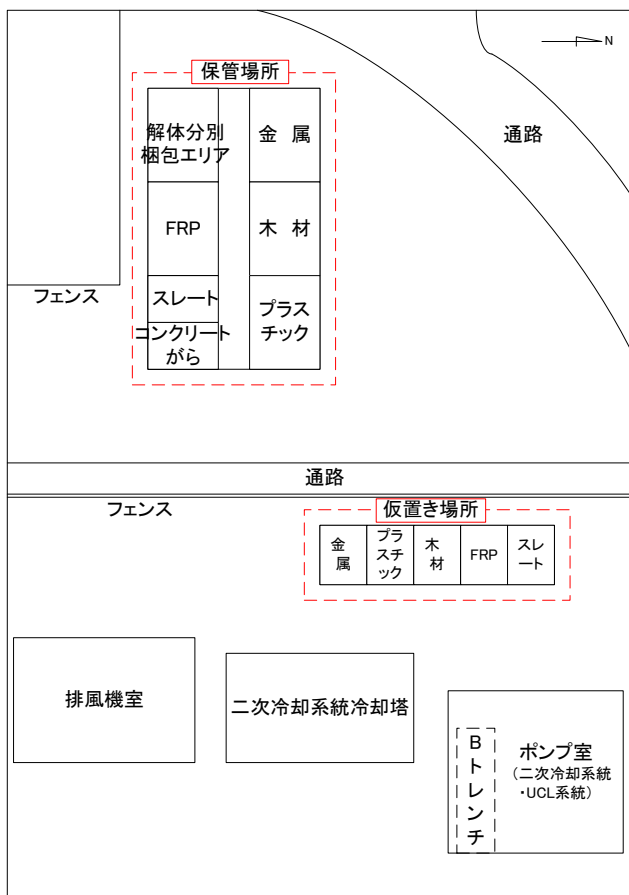 N
保管場所
通路
解体分別
梱包エリア
金 属
FRP
木 材
フェンス
スレート
コンクリート
がら
プラス
チック
通路
フェンス
仮置き場所
金
属
プラ
スチ
ック
木
材
FRP
スレ
ート
排風機室
二次冷却系統冷却塔
B
ト
レ
ン
チ
ポンプ室
(二次冷却系統
・UCL系統)